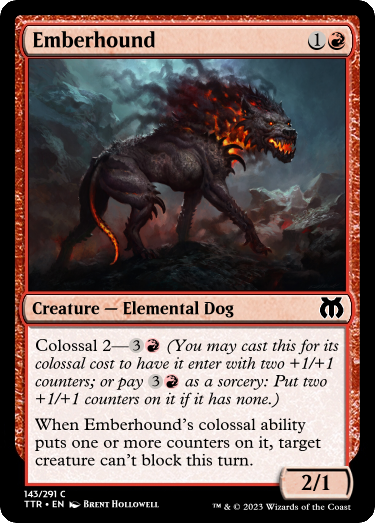 Emberhound 1
Creature — Elemental Dog
Colossal 2—3 (You may cast this for its
colossal cost to have it enter with two +1/+1
counters; or pay 3 as a sorcery: Put two
+1/+1 counters on it if it has none.)
When Emberhound's colossal ability
puts one or more counters on it, target
creature can't block this turn.
2/1
143/291 C
TTR • EN Brent Hollowell
™ & © 2023 Wizards of the Coast